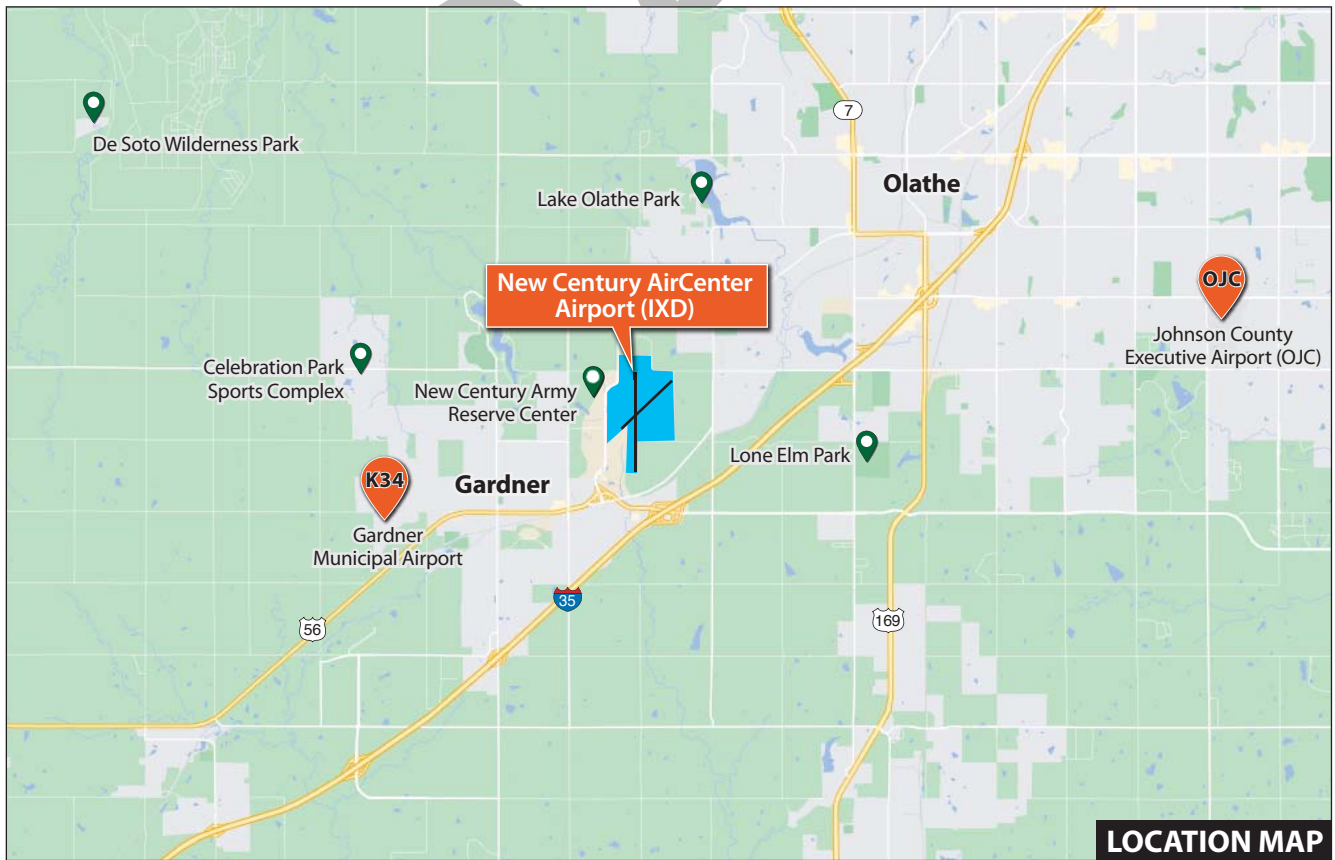 7
De Soto Wilderness Park
Olathe
Lake Olathe Park
New Century AirCenter
Airport (IXD)
OJC
Johnson County
Executive Airport (OJC)
Celebration Park
Sports Complex
New Century Army
Reserve Center
Lone Elm Park
K34
Gardner
Gardner
Municipal Airport
35
56
169
LOCATION MAP